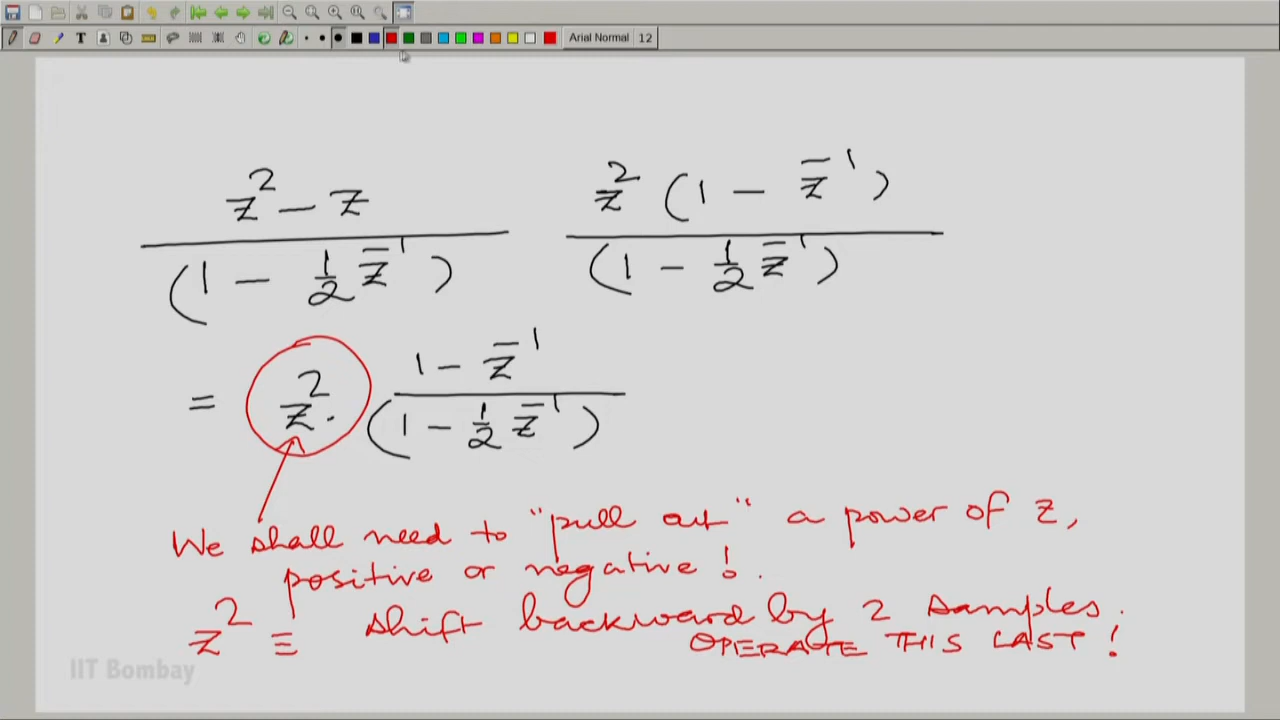 Arial Normal 12
z² - z / (1 - 1/2 z⁻¹)    z² (1 - z⁻¹) / (1 - 1/2 z⁻¹)
= z² · 1 - z⁻¹ / (1 - 1/2 z⁻¹)
We shall need to "pull out" a power of z,
positive or negative !.
z² ≡ shift backward by 2 samples.
OPERATE THIS LAST !
IIT Bombay